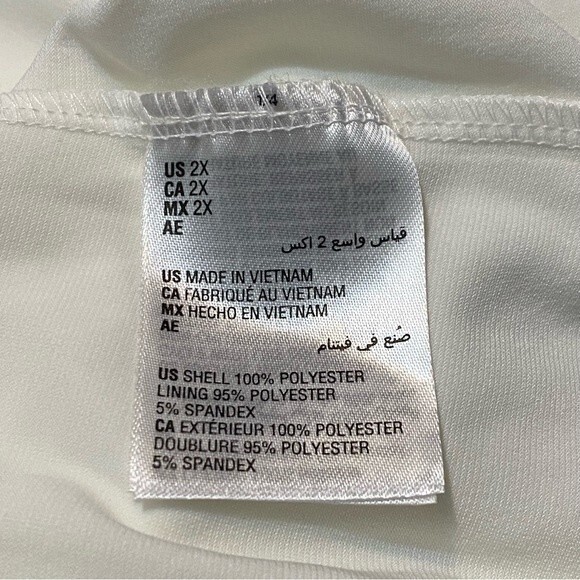 US 2X
CA 2X
MX 2X
AE
قياس واسع 2 اكس
US MADE IN VIETNAM
CA FABRIQUÉ AU VIETNAM
MX HECHO EN VIETNAM
AE
صُنع في فيتنام
US SHELL 100% POLYESTER
LINING 95% POLYESTER
5% SPANDEX
CA EXTÉRIEUR 100% POLYESTER
DOUBLURE 95% POLYESTER
5% SPANDEX